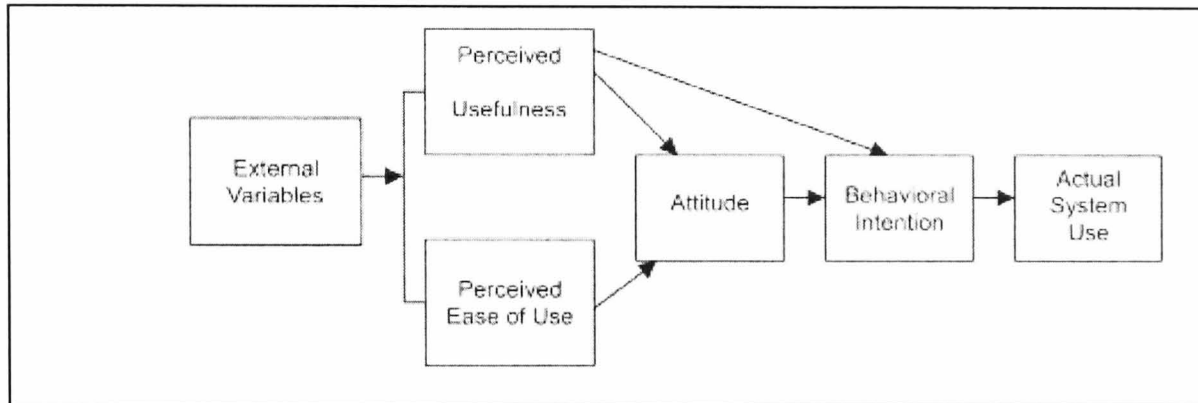 Perceived
Usefulness
External
Variables
Attitude
Behavioral
Intention
Actual
System
Use
Perceived
Ease of Use